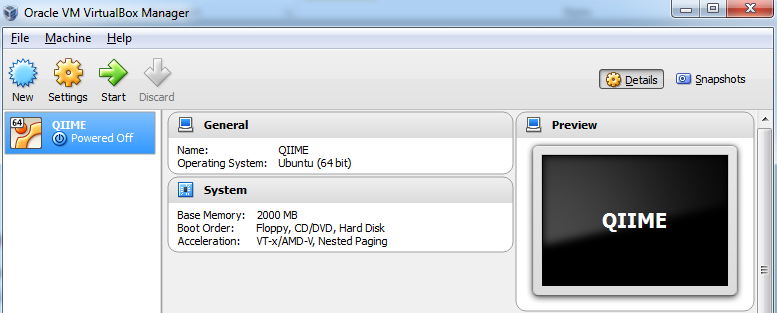 Oracle VM VirtualBox Manager
File Machine Help
New Settings Start Discard Details Snapshots
64 QIIME
Powered Off
General
Name: QIIME
Operating System: Ubuntu (64 bit)
System
Base Memory: 2000 MB
Boot Order: Floppy, CD/DVD, Hard Disk
Acceleration: VT-x/AMD-V, Nested Paging
Preview
QIIME